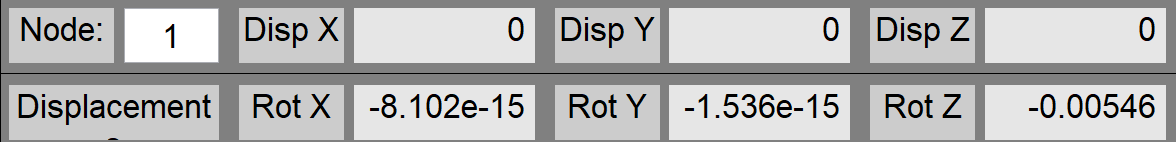 Node: 1 Disp X 0 Disp Y 0 Disp Z 0
Displacement Rot X -8.102e-15 Rot Y -1.536e-15 Rot Z -0.00546